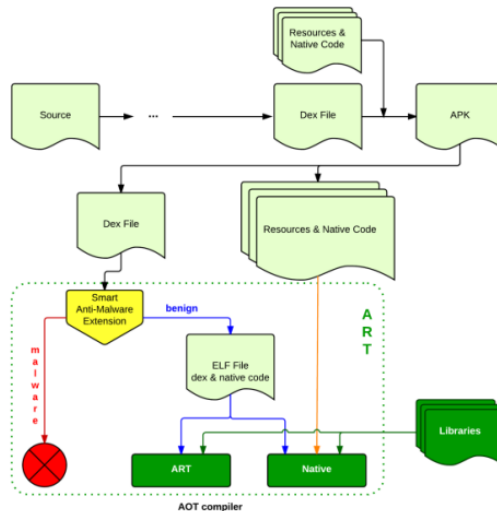 Resources &
Native Code
Source
...
Dex File
APK
Dex File
Resources & Native Code
Smart
Anti-Malware
Extension
benign
A
R
T
m
a
l
w
a
r
e
ELF File
dex & native code
Libraries
ART
Native
AOT compiler